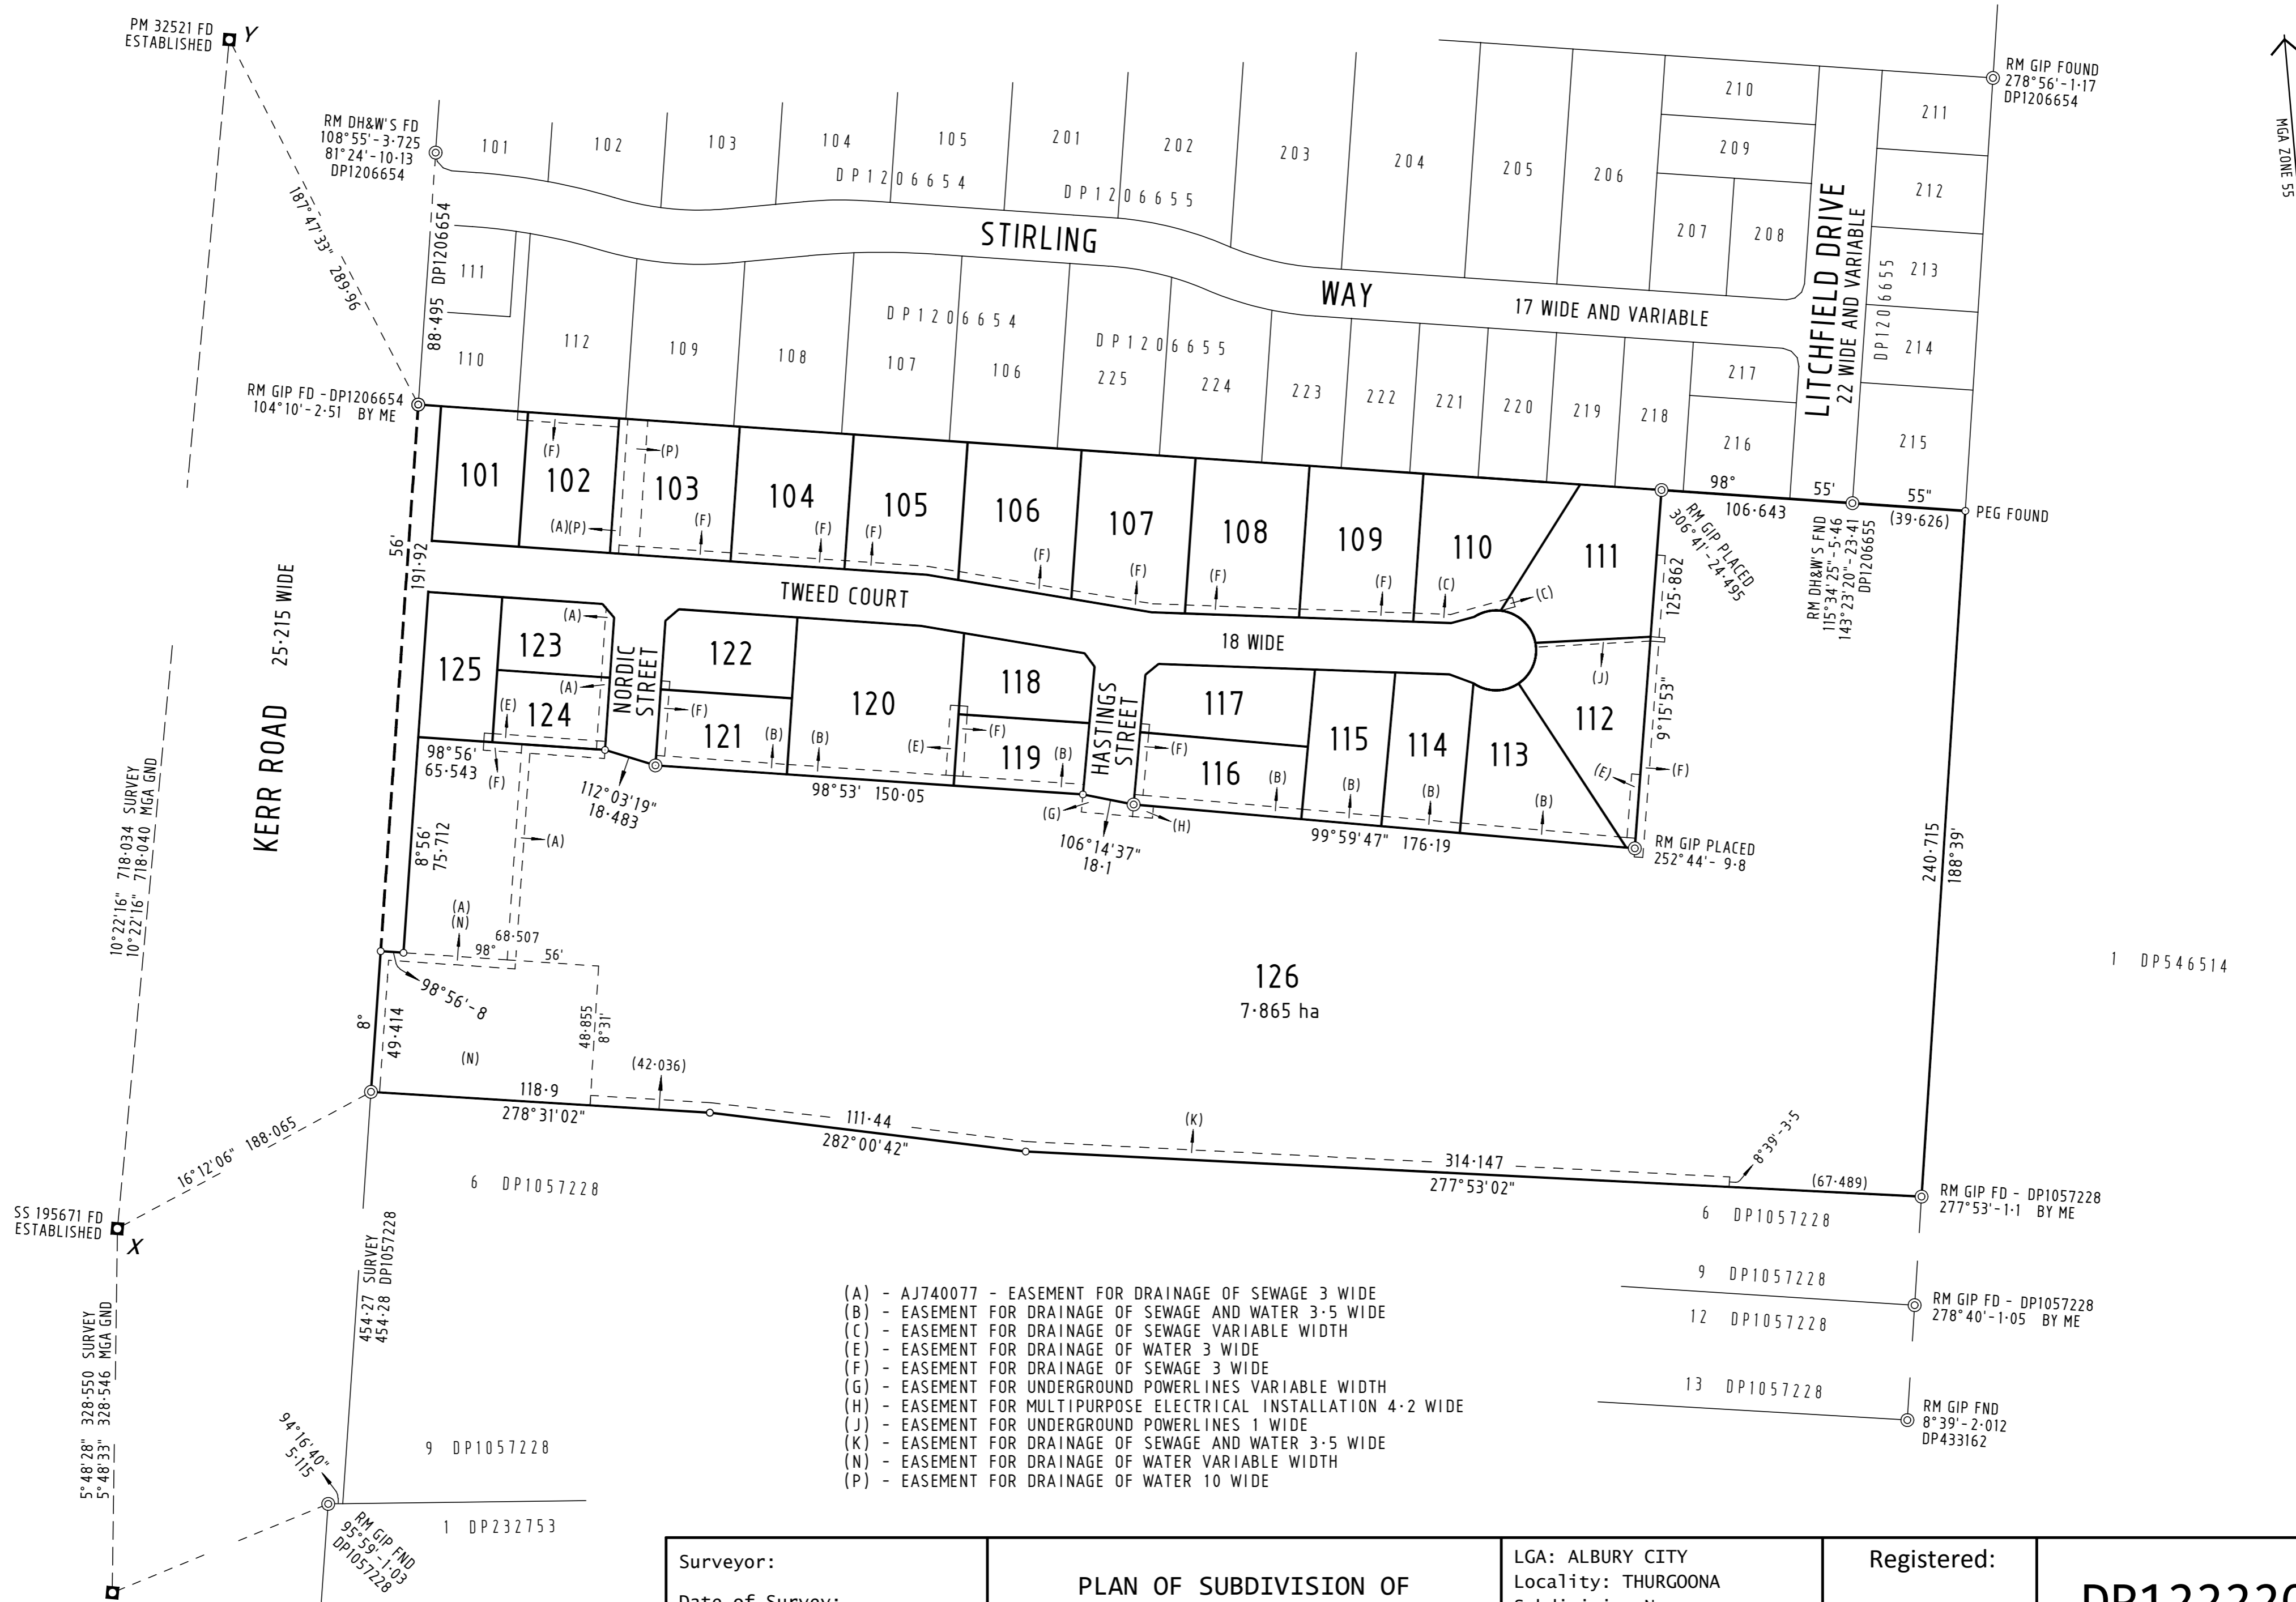 PM 32521 FD
ESTABLISHED
Y
RM DH&W'S FD
108°55'-3·725
81°24'-10·13
DP1206654
187°47'33" 289·96
88·495 DP1206654
RM GIP FD - DP1206654
104°10'-2·51 BY ME
101
102
103
104
105
201
202
203
204
205
206
210
209
207
208
211
212
213
214
215
DP1206654
DP1206655
RM GIP FOUND
278°56'-1·17
DP1206654
MGA ZONE 55
STIRLING
WAY
17 WIDE AND VARIABLE
LITCHFIELD DRIVE
22 WIDE AND VARIABLE
DP1206655
111
110
112
109
108
107
106
225
224
223
222
221
220
219
218
217
216
DP1206654
DP1206655
98°
55'
55"
106·643
(39·626)
PEG FOUND
RM GIP PLACED
306°41'-24·495
RM DH&W'S FND
115°34'25"-5·46
143°23'20"-23·41
DP1206655
101
102
103
104
105
106
107
108
109
110
111
(F)
(P)
(A)(P)
(F)
(F)
(F)
(F)
(F)
(F)
(F)
(C)
(C)
125·862
56'
191·92
TWEED COURT
18 WIDE
KERR ROAD
25·215 WIDE
125
123
124
(A)
(A)
(E)
NORDIC
STREET
122
121
(F)
(B)
120
(B)
(E)
118
119
(F)
(B)
HASTINGS
STREET
117
116
(F)
(B)
115
(B)
114
(B)
113
(B)
112
(J)
(E)
(F)
9°15'53"
98°56'
65·543
(F)
112°03'19"
18·483
98°53' 150·05
(G)
(H)
106°14'37"
18·1
99°59'47" 176·19
RM GIP PLACED
252°44'- 9·8
8°56'
75·712
(A)
(A)
(N)
68·507
98°
56'
98°56'-8
8°
49·414
(N)
48·855
8°31'
126
7·865 ha
240·715
188°39'
1 DP546514
10°22'16" 718·034 SURVEY
10°22'16" 718·040 MGA GND
(42·036)
118·9
278°31'02"
111·44
282°00'42"
(K)
314·147
277°53'02"
8°39'-3·5
(67·489)
RM GIP FD - DP1057228
277°53'-1·1 BY ME
16°12'06" 188·065
SS 195671 FD
ESTABLISHED
X
6 DP1057228
6 DP1057228
454·27 SURVEY
454·28 DP1057228
9 DP1057228
12 DP1057228
RM GIP FD - DP1057228
278°40'-1·05 BY ME
13 DP1057228
RM GIP FND
8°39'-2·012
DP433162
5°48'28" 328·550 SURVEY
5°48'33" 328·546 MGA GND
94°16'40"
5·115
9 DP1057228
1 DP232753
RM GIP FND
95°59'-1·03
DP1057228
(A) - AJ740077 - EASEMENT FOR DRAINAGE OF SEWAGE 3 WIDE
(B) - EASEMENT FOR DRAINAGE OF SEWAGE AND WATER 3·5 WIDE
(C) - EASEMENT FOR DRAINAGE OF SEWAGE VARIABLE WIDTH
(E) - EASEMENT FOR DRAINAGE OF WATER 3 WIDE
(F) - EASEMENT FOR DRAINAGE OF SEWAGE 3 WIDE
(G) - EASEMENT FOR UNDERGROUND POWERLINES VARIABLE WIDTH
(H) - EASEMENT FOR MULTIPURPOSE ELECTRICAL INSTALLATION 4·2 WIDE
(J) - EASEMENT FOR UNDERGROUND POWERLINES 1 WIDE
(K) - EASEMENT FOR DRAINAGE OF SEWAGE AND WATER 3·5 WIDE
(N) - EASEMENT FOR DRAINAGE OF WATER VARIABLE WIDTH
(P) - EASEMENT FOR DRAINAGE OF WATER 10 WIDE
Surveyor:
PLAN OF SUBDIVISION OF
LGA: ALBURY CITY
Locality: THURGOONA
Registered: